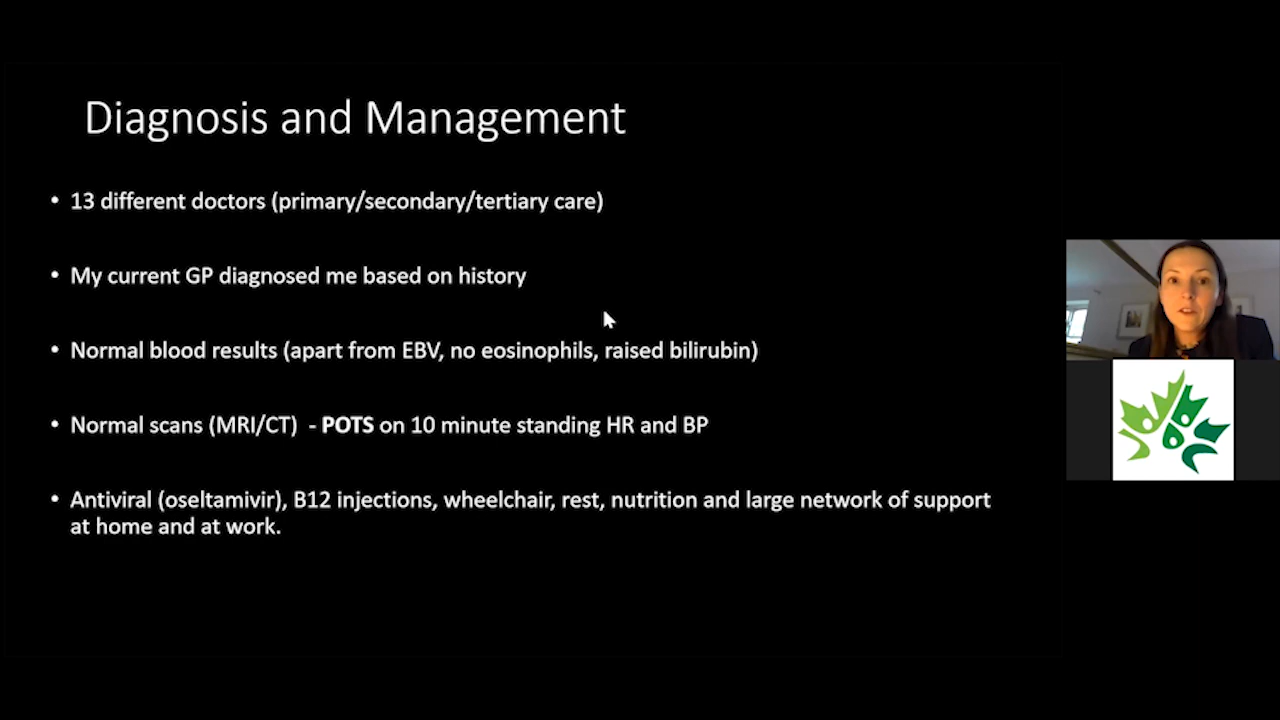 Diagnosis and Management
• 13 different doctors (primary/secondary/tertiary care)
• My current GP diagnosed me based on history
• Normal blood results (apart from EBV, no eosinophils, raised bilirubin)
• Normal scans (MRI/CT)  - POTS on 10 minute standing HR and BP
• Antiviral (oseltamivir), B12 injections, wheelchair, rest, nutrition and large network of support
at home and at work.